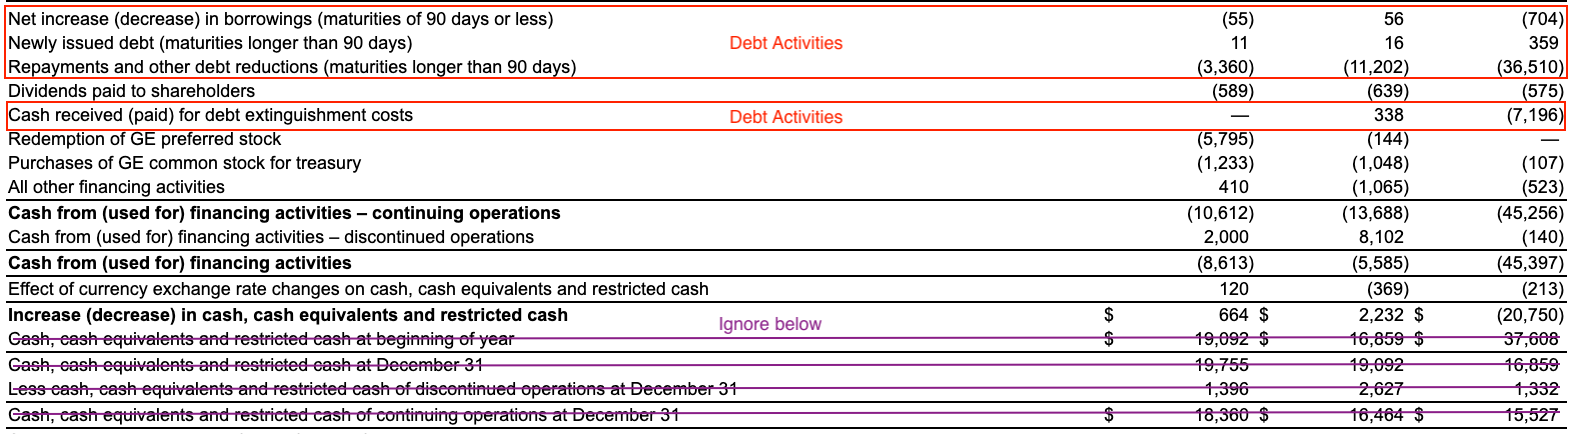 Net increase (decrease) in borrowings (maturities of 90 days or less) (55) 56 (704)
Newly issued debt (maturities longer than 90 days) Debt Activities 11 16 359
Repayments and other debt reductions (maturities longer than 90 days) (3,360) (11,202) (36,510)
Dividends paid to shareholders (589) (639) (575)
Cash received (paid) for debt extinguishment costs Debt Activities — 338 (7,196)
Redemption of GE preferred stock (5,795) (144) —
Purchases of GE common stock for treasury (1,233) (1,048) (107)
All other financing activities 410 (1,065) (523)
Cash from (used for) financing activities – continuing operations (10,612) (13,688) (45,256)
Cash from (used for) financing activities – discontinued operations 2,000 8,102 (140)
Cash from (used for) financing activities (8,613) (5,585) (45,397)
Effect of currency exchange rate changes on cash, cash equivalents and restricted cash 120 (369) (213)
Increase (decrease) in cash, cash equivalents and restricted cash $ 664 $ 2,232 $ (20,750)
Ignore below
Cash, cash equivalents and restricted cash at beginning of year $ 19,092 $ 16,859 $ 37,608
Cash, cash equivalents and restricted cash at December 31 19,755 19,092 16,859
Less cash, cash equivalents and restricted cash of discontinued operations at December 31 1,396 2,627 1,332
Cash, cash equivalents and restricted cash of continuing operations at December 31 $ 18,360 $ 16,464 $ 15,527